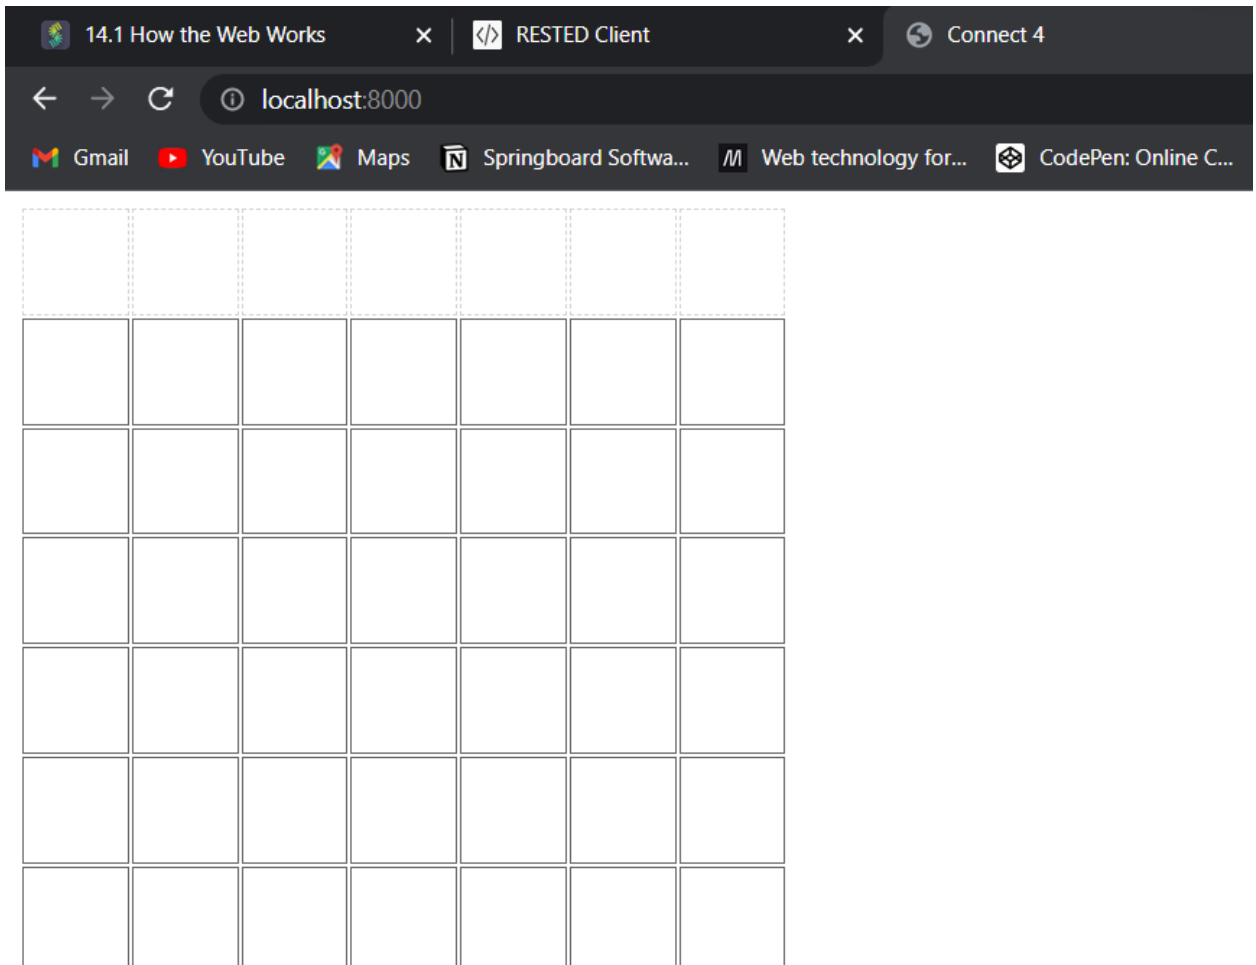 14.1 How the Web Works RESTED Client Connect 4
localhost:8000
Gmail YouTube Maps Springboard Softwa... Web technology for... CodePen: Online C...